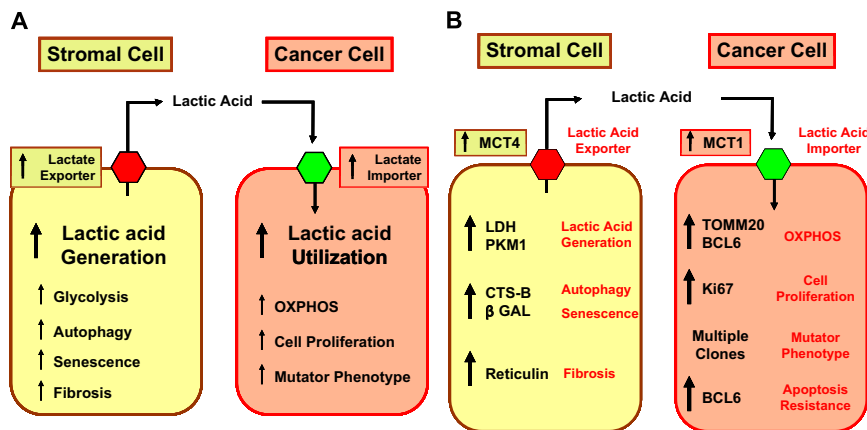 A
Stromal Cell
Cancer Cell
Lactic Acid
Lactate
Exporter
Lactate
Importer
Lactic acid
Generation
Glycolysis
Autophagy
Senescence
Fibrosis
Lactic acid
Utilization
OXPHOS
Cell Proliferation
Mutator Phenotype
B
Stromal Cell
Cancer Cell
Lactic Acid
MCT4
Lactic Acid
Exporter
MCT1
Lactic Acid
Importer
LDH
PKM1
Lactic Acid
Generation
CTS-B
β GAL
Autophagy
Senescence
Reticulin
Fibrosis
TOMM20
BCL6
OXPHOS
Ki67
Cell
Proliferation
Multiple
Clones
Mutator
Phenotype
BCL6
Apoptosis
Resistance